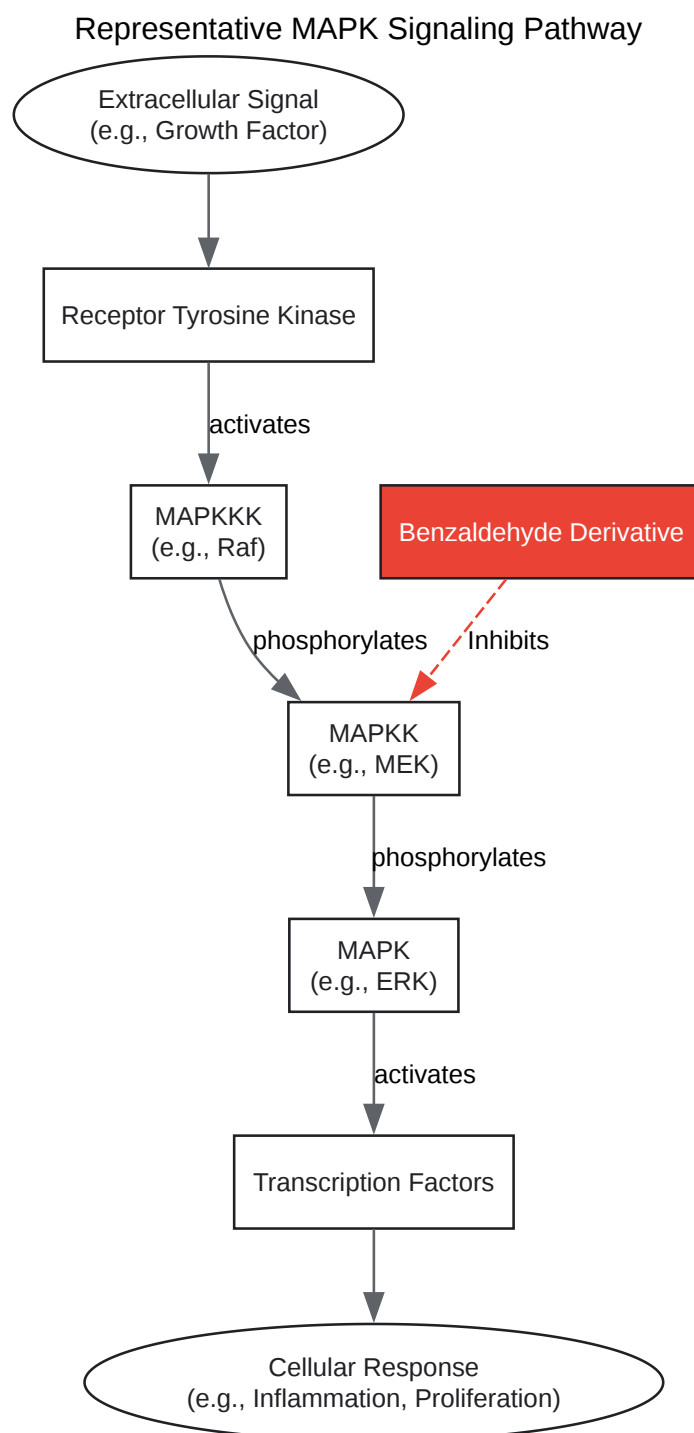 Representative MAPK Signaling Pathway
Extracellular Signal
(e.g., Growth Factor)
Receptor Tyrosine Kinase
activates
MAPKKK
(e.g., Raf)
Benzaldehyde Derivative
phosphorylates
Inhibits
MAPKK
(e.g., MEK)
phosphorylates
MAPK
(e.g., ERK)
activates
Transcription Factors
Cellular Response
(e.g., Inflammation, Proliferation)